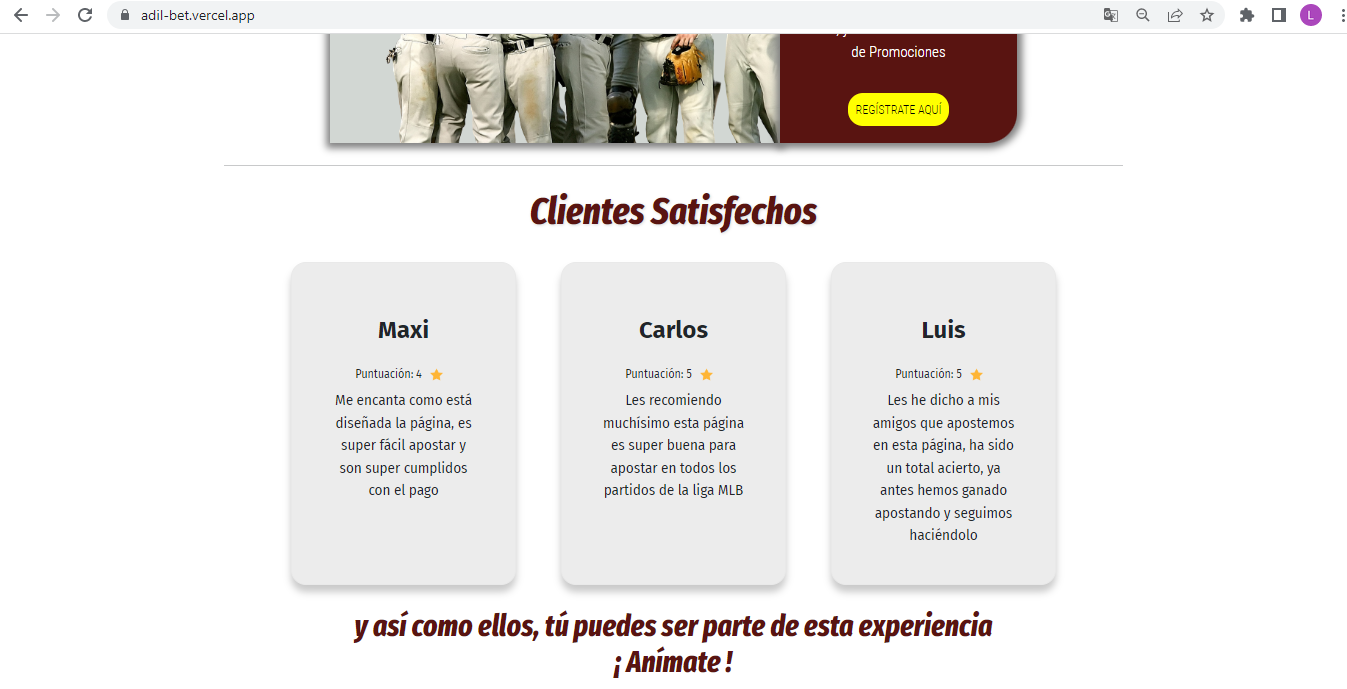 adil-bet.vercel.app
L
de Promociones
REGÍSTRATE AQUÍ
Clientes Satisfechos
Maxi
Puntuación: 4
Me encanta como está
diseñada la página, es
super fácil apostar y
son super cumplidos
con el pago
Carlos
Puntuación: 5
Les recomiendo
muchísimo esta página
es super buena para
apostar en todos los
partidos de la liga MLB
Luis
Puntuación: 5
Les he dicho a mis
amigos que apostemos
en esta página, ha sido
un total acierto, ya
antes hemos ganado
apostando y seguimos
haciéndolo
y así como ellos, tú puedes ser parte de esta experiencia
¡ Anímate !